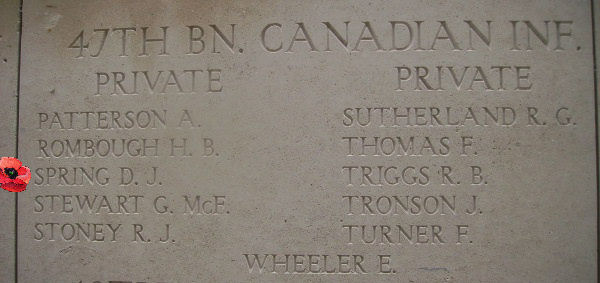 47TH BN. CANADIAN INF.
PRIVATE
PATTERSON A.
ROMBOUGH H. B.
SPRING D. J.
STEWART G. McF.
STONEY R. J.
PRIVATE
SUTHERLAND R. G.
THOMAS F.
TRIGGS R. B.
TRONSON J.
TURNER F.
WHEELER E.